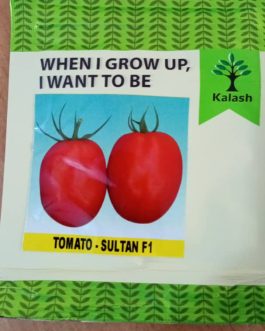 WHEN I GROW UP,
I WANT TO BE
Kalash
TOMATO - SULTAN F1